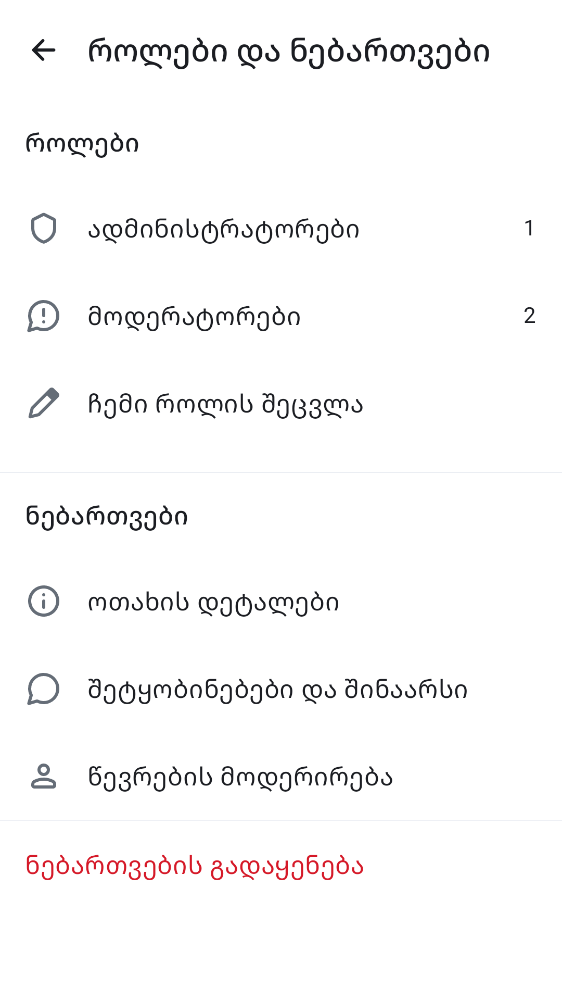 როლები და ნებართვები
როლები
ადმინისტრატორები 1
მოდერატორები 2
ჩემი როლის შეცვლა
ნებართვები
ოთახის დეტალები
შეტყობინებები და შინაარსი
წევრების მოდერირება
ნებართვების გადაყენება